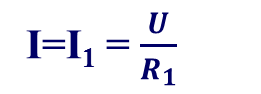 I=I₁ = U/R₁